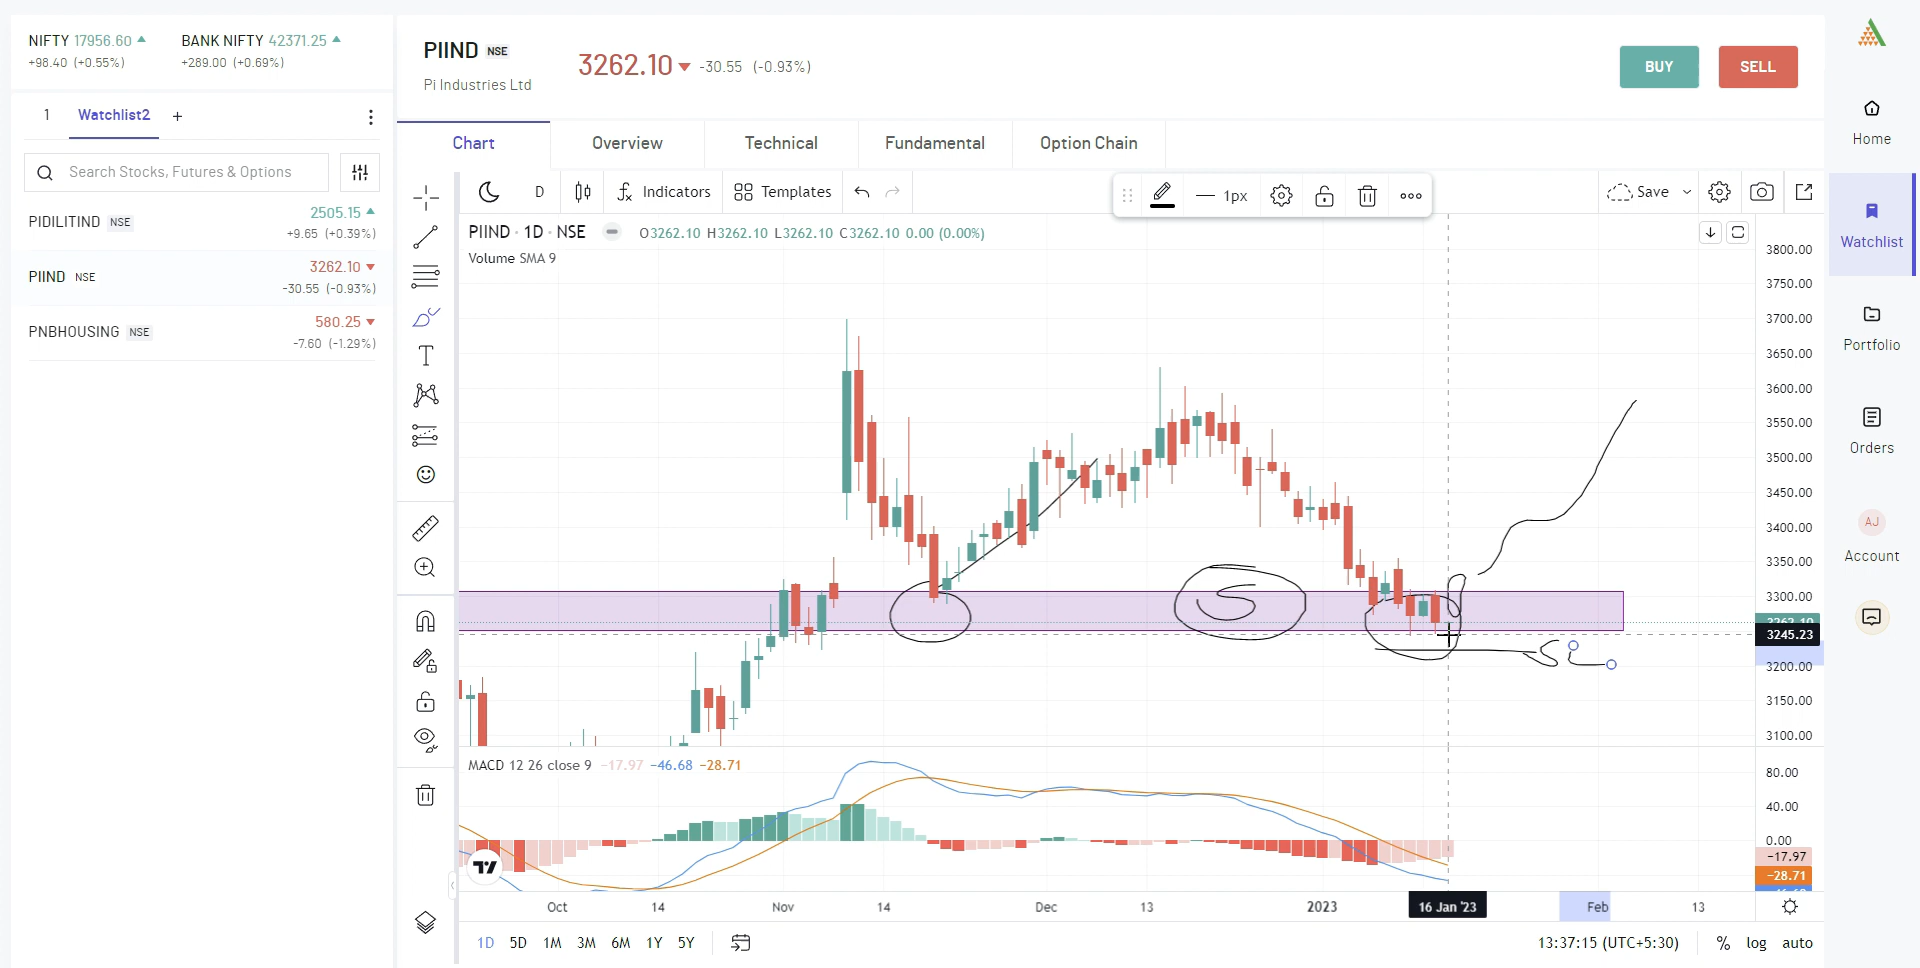 NIFTY 17956.60
+98.40 (+0.55%)
BANK NIFTY 42371.25
+289.00 (+0.69%)
1
Watchlist2
+
Search Stocks, Futures & Options
PIDILITIND NSE
2505.15
+9.65 (+0.39%)
PIIND NSE
3262.10
-30.55 (-0.93%)
PNBHOUSING NSE
580.25
-7.60 (-1.29%)
PIIND NSE
Pi Industries Ltd
3262.10 -30.55 (-0.93%)
BUY
SELL
Chart
Overview
Technical
Fundamental
Option Chain
D
Indicators
Templates
1px
Save
PIIND · 1D · NSE
O3262.10 H3262.10 L3262.10 C3262.10 0.00 (0.00%)
Volume SMA 9
3800.00
3750.00
3700.00
3650.00
3600.00
3550.00
3500.00
3450.00
3400.00
3350.00
3300.00
3262.10
3245.23
3200.00
3150.00
3100.00
S
SL
MACD 12 26 close 9 −17.97 −46.68 −28.71
80.00
40.00
0.00
−17.97
−28.71
−46.68
Oct
14
Nov
14
Dec
13
2023
16 Jan '23
Feb
13
1D
5D
1M
3M
6M
1Y
5Y
13:37:15 (UTC+5:30)
%
log
auto
Home
Watchlist
Portfolio
Orders
AJ
Account